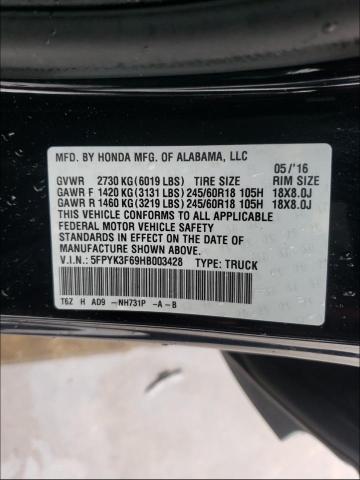 MFD. BY HONDA MFG. OF ALABAMA, LLC
05/'16
GVWR 2730 KG (6019 LBS) TIRE SIZE RIM SIZE
GAWR F 1420 KG (3131 LBS) 245/60R18 105H 18X8.0J
GAWR R 1460 KG (3219 LBS) 245/60R18 105H 18X8.0J
THIS VEHICLE CONFORMS TO ALL APPLICABLE
FEDERAL MOTOR VEHICLE SAFETY
STANDARDS IN EFFECT ON THE DATE OF
MANUFACTURE SHOWN ABOVE.
V.I.N.: 5FPYK3F69HB003428 TYPE: TRUCK
T6Z H AD9 -NH731P -A-B